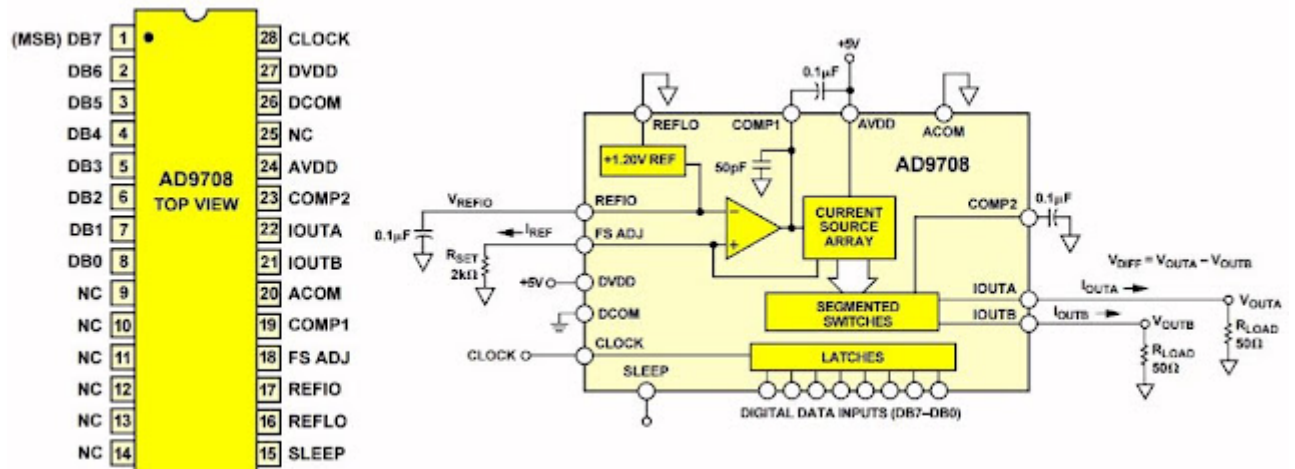 (MSB) DB7 1 28 CLOCK
DB6 2 27 DVDD
DB5 3 26 DCOM
DB4 4 25 NC
DB3 5 24 AVDD
DB2 6 23 COMP2
DB1 7 22 IOUTA
DB0 8 21 IOUTB
NC 9 20 ACOM
NC 10 19 COMP1
NC 11 18 FS ADJ
NC 12 17 REFIO
NC 13 16 REFLO
NC 14 15 SLEEP
AD9708
TOP VIEW
+5V
0.1µF
REFLO COMP1 AVDD ACOM
+1.20V REF
50pF
AD9708
VREFIO
REFIO
0.1µF
IREF
FS ADJ
RSET
2kΩ
+5V
DVDD
DCOM
CLOCK
CLOCK
SLEEP
−
+
CURRENT
SOURCE
ARRAY
COMP2
0.1µF
VDIFF = VOUTA − VOUTB
SEGMENTED
SWITCHES
IOUTA
IOUTA
VOUTA
IOUTB
IOUTB
VOUTB
RLOAD
50Ω
RLOAD
50Ω
LATCHES
DIGITAL DATA INPUTS (DB7–DB0)